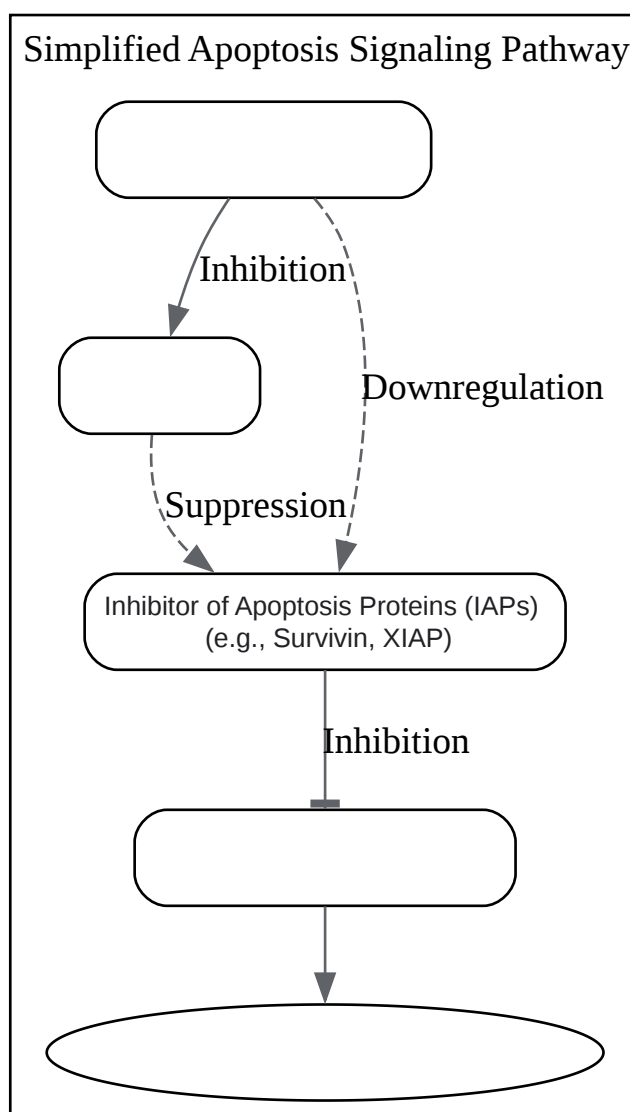 Simplified Apoptosis Signaling Pathway
Inhibition
Downregulation
Suppression
Inhibitor of Apoptosis Proteins (IAPs)
(e.g., Survivin, XIAP)
Inhibition